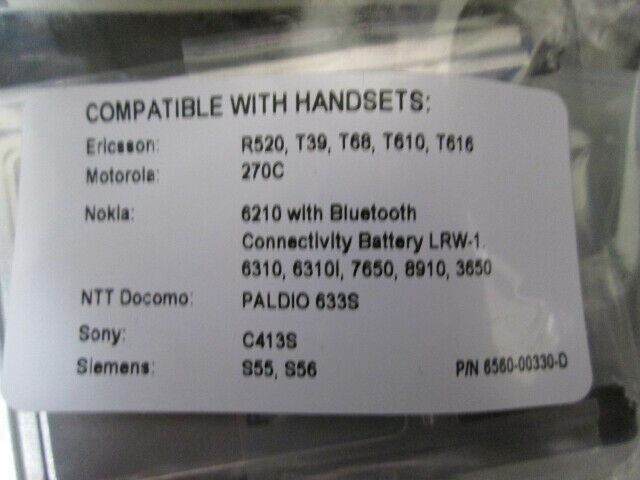 COMPATIBLE WITH HANDSETS:
Ericsson: R520, T39, T68, T610, T616
Motorola: 270C
Nokia: 6210 with Bluetooth
Connectivity Battery LRW-1.
6310, 6310I, 7650, 8910, 3650
NTT Docomo: PALDIO 633S
Sony: C413S
Siemens: S55, S56 P/N 6560-00330-D